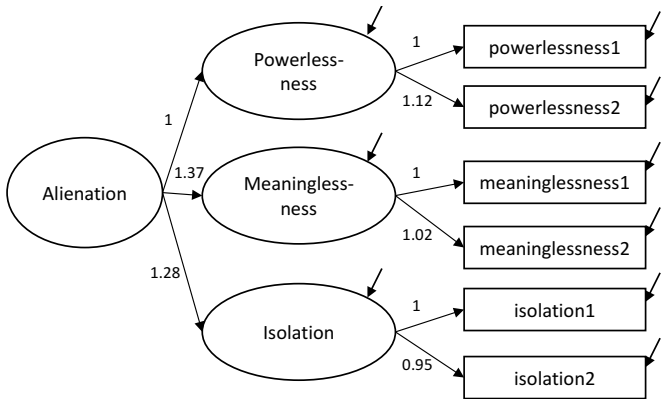 Powerless-
ness
1
powerlessness1
1.12
powerlessness2
1
Alienation
1.37
Meaningless-
ness
1
meaninglessness1
1.02
meaninglessness2
1.28
Isolation
1
isolation1
0.95
isolation2